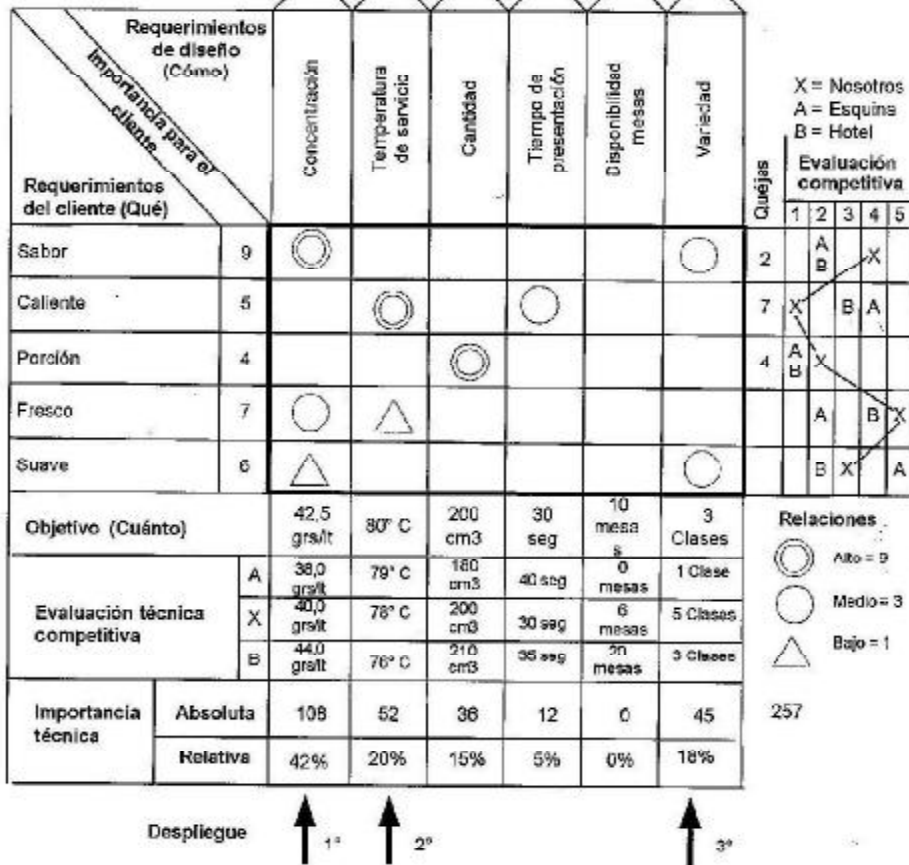 Requerimientos
de diseño
(Cómo)
Importancia para el
cliente
Requerimientos
del cliente (Qué)
Concentración
Temperatura
de servicio
Cantidad
Tiempo de
presentación
Disponibilidad
mesas
Variedad
Quéjas
X = Nosotros
A = Esquina
B = Hotel
Evaluación
competitiva
1 2 3 4 5
Sabor 9 2 A B X
Caliente 5 7 X B A
Porción 4 4 A B X
Fresco 7 A B X
Suave 6 B X A
Objetivo (Cuánto) 42,5 grs/lt 80° C 200 cm3 30 seg 10 mesa s 3 Clases
Evaluación técnica
competitiva
A 38,0 grs/lt 79° C 180 cm3 40 seg 0 mesas 1 Clase
X 40,0 grs/lt 78° C 200 cm3 30 seg 6 mesas 5 Clases
B 44,0 grs/lt 76° C 210 cm3 35 seg 20 mesas 3 Clases
Importancia
técnica
Absoluta 108 52 36 12 0 45 257
Relativa 42% 20% 15% 5% 0% 18%
Relaciones
Alto = 9
Medio = 3
Bajo = 1
Despliegue 1° 2° 3°